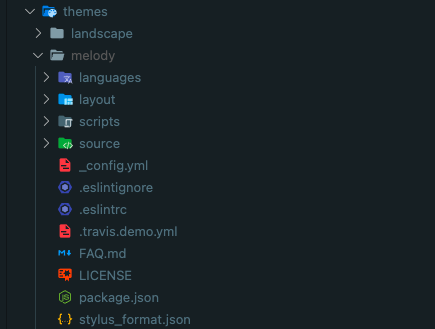 themes
landscape
melody
languages
layout
scripts
source
_config.yml
.eslintignore
.eslintrc
.travis.demo.yml
FAQ.md
LICENSE
package.json
stylus_format.json